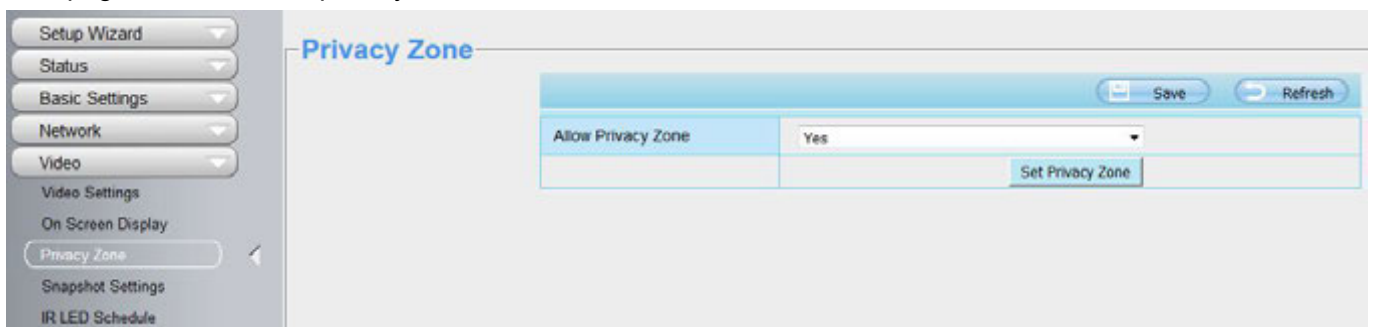 Setup Wizard
Status
Basic Settings
Network
Video
Video Settings
On Screen Display
Privacy Zone
Snapshot Settings
IR LED Schedule
Privacy Zone
Save Refresh
Allow Privacy Zone Yes
Set Privacy Zone